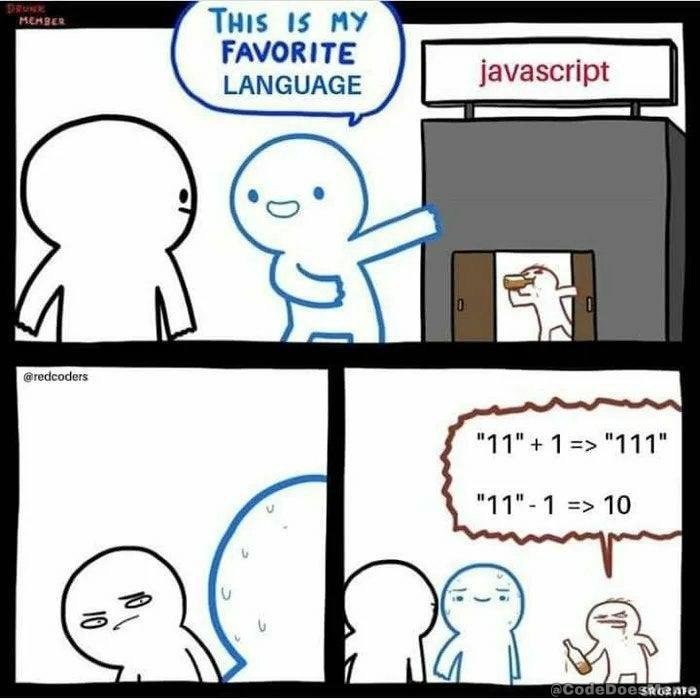 DRUNK
MEMBER
THIS IS MY
FAVORITE
LANGUAGE
javascript
@redcoders
"11" + 1 => "111"
"11" - 1 => 10